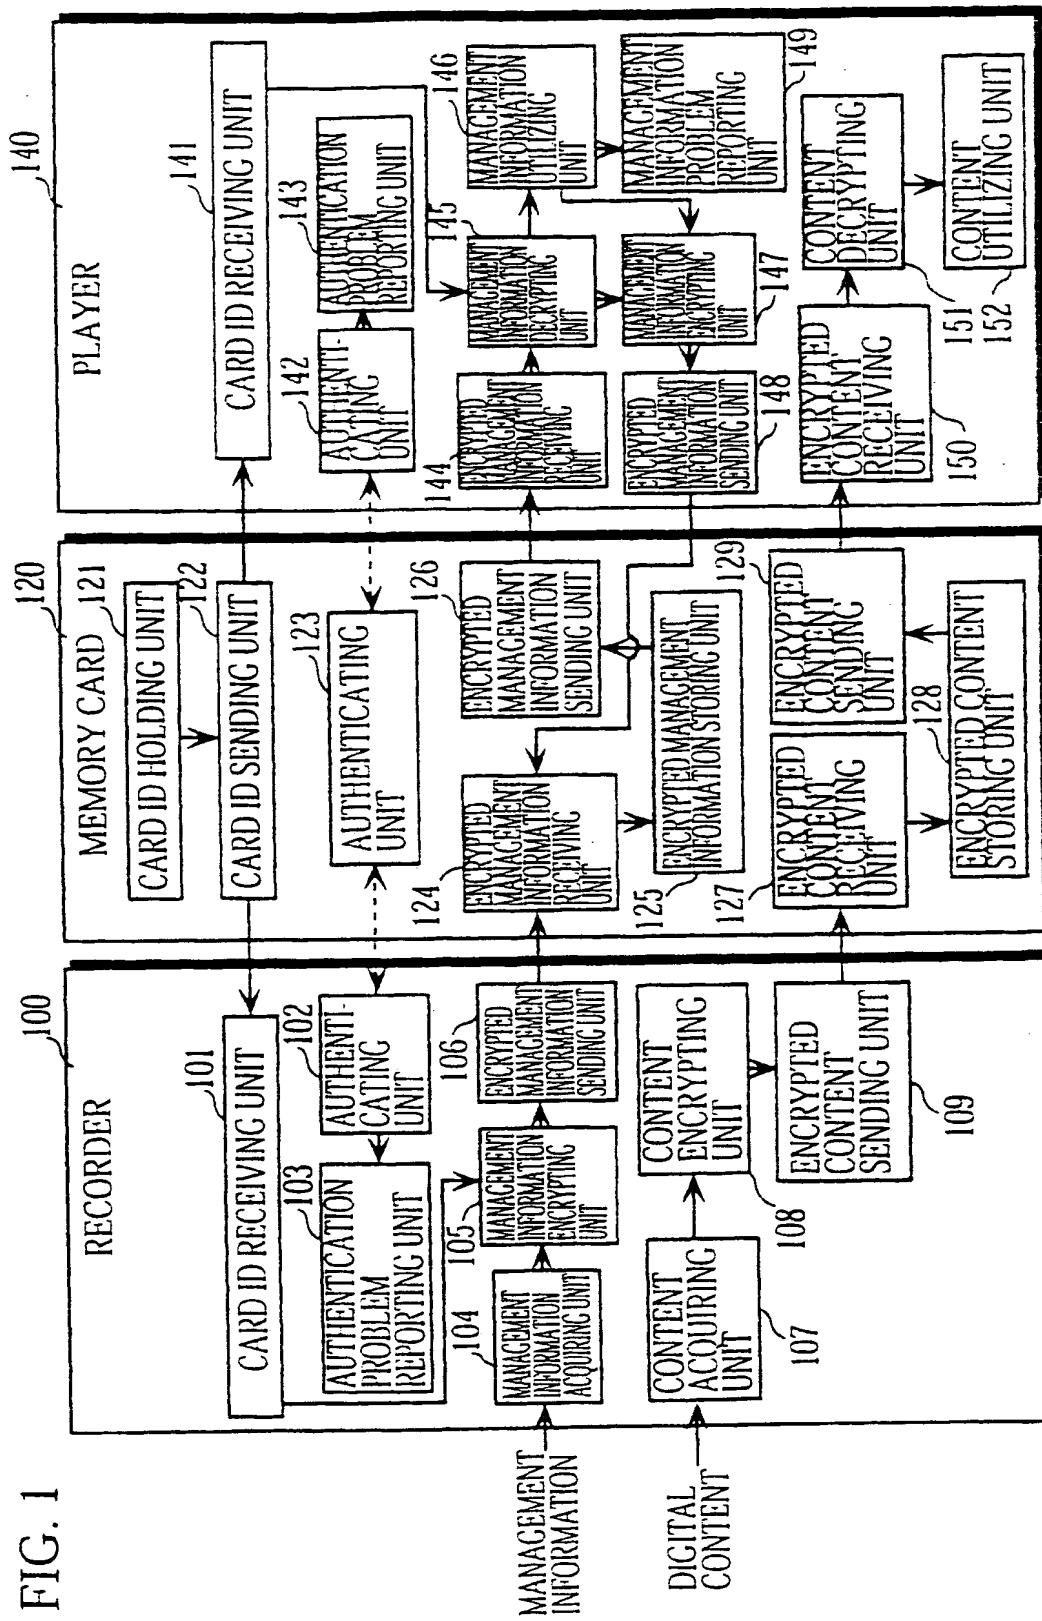 FIG. 1
MANAGEMENT
INFORMATION
DIGITAL
CONTENT
100
RECORDER
101
CARD ID RECEIVING UNIT
102
AUTHENTI-
CATING
UNIT
103
AUTHENTICATION
PROBLEM
REPORTING UNIT
104
MANAGEMENT
INFORMATION
ACQUIRING UNIT
105
MANAGEMENT
INFORMATION
ENCRYPTING
UNIT
106
ENCRYPTED
MANAGEMENT
INFORMATION
SENDING UNIT
CONTENT
ACQUIRING
UNIT
107
CONTENT
ENCRYPTING
UNIT
108
ENCRYPTED
CONTENT
SENDING UNIT
109
120
MEMORY CARD
121
CARD ID HOLDING UNIT
122
CARD ID SENDING UNIT
123
AUTHENTICATING
UNIT
124
ENCRYPTED
MANAGEMENT
INFORMATION
RECEIVING
UNIT
125
ENCRYPTED MANAGEMENT
INFORMATION STORING UNIT
126
ENCRYPTED
MANAGEMENT
INFORMATION
SENDING UNIT
127
ENCRYPTED
CONTENT
RECEIVING
UNIT
128
ENCRYPTED CONTENT
STORING UNIT
129
ENCRYPTED
CONTENT
SENDING
UNIT
140
PLAYER
141
CARD ID RECEIVING UNIT
142
AUTHENTI-
CATING
UNIT
143
AUTHENTICATION
PROBLEM
REPORTING UNIT
144
ENCRYPTED
MANAGEMENT
INFORMATION
RECEIVING
UNIT
145
MANAGEMENT
INFORMATION
DECRYPTING
UNIT
146
MANAGEMENT
INFORMATION
UTILIZING
UNIT
MANAGEMENT
INFORMATION
ENCRYPTING
UNIT
147
ENCRYPTED
MANAGEMENT
INFORMATION
SENDING UNIT
148
MANAGEMENT
INFORMATION
PROBLEM
REPORTING
UNIT
149
ENCRYPTED
CONTENT
RECEIVING
UNIT
150
CONTENT
DECRYPTING
UNIT
151
CONTENT
UTILIZING UNIT
152